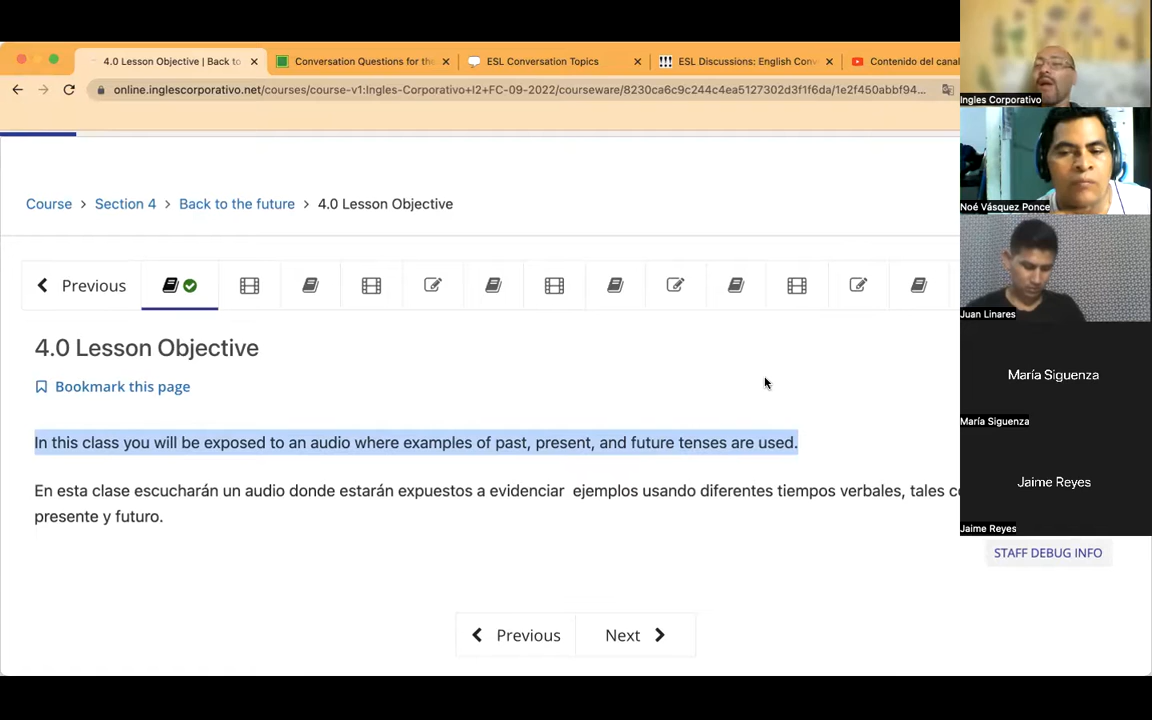 4.0 Lesson Objective | Back to
Conversation Questions for the
ESL Conversation Topics
ESL Discussions: English Conv
Contenido del canal
online.inglescorporativo.net/courses/course-v1:Ingles-Corporativo+I2+FC-09-2022/courseware/8230ca6c9c244c4ea5127302d3f1f6da/1e2f450abbf94...
Ingles Corporativo
Noé Vásquez Ponce
Juan Linares
María Siguenza
María Siguenza
Jaime Reyes
Jaime Reyes
Course > Section 4 > Back to the future > 4.0 Lesson Objective
Previous
4.0 Lesson Objective
Bookmark this page
In this class you will be exposed to an audio where examples of past, present, and future tenses are used.
En esta clase escucharán un audio donde estarán expuestos a evidenciar ejemplos usando diferentes tiempos verbales, tales
presente y futuro.
STAFF DEBUG INFO
Previous
Next